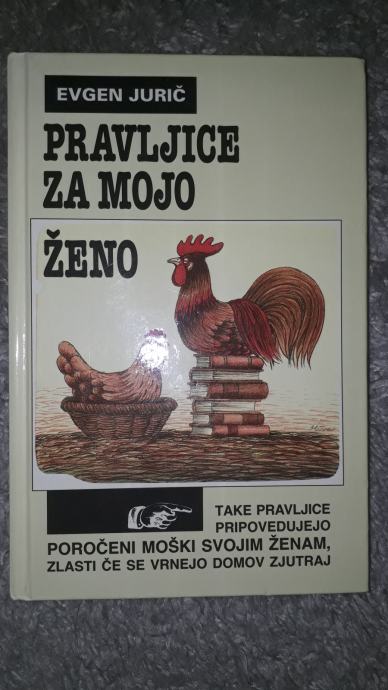 EVGEN JURIČ
PRAVLJICE
ZA MOJO
ŽENO
TAKE PRAVLJICE
PRIPOVEDUJEJO
POROČENI MOŠKI SVOJIM ŽENAM,
ZLASTI ČE SE VRNEJO DOMOV ZJUTRAJ